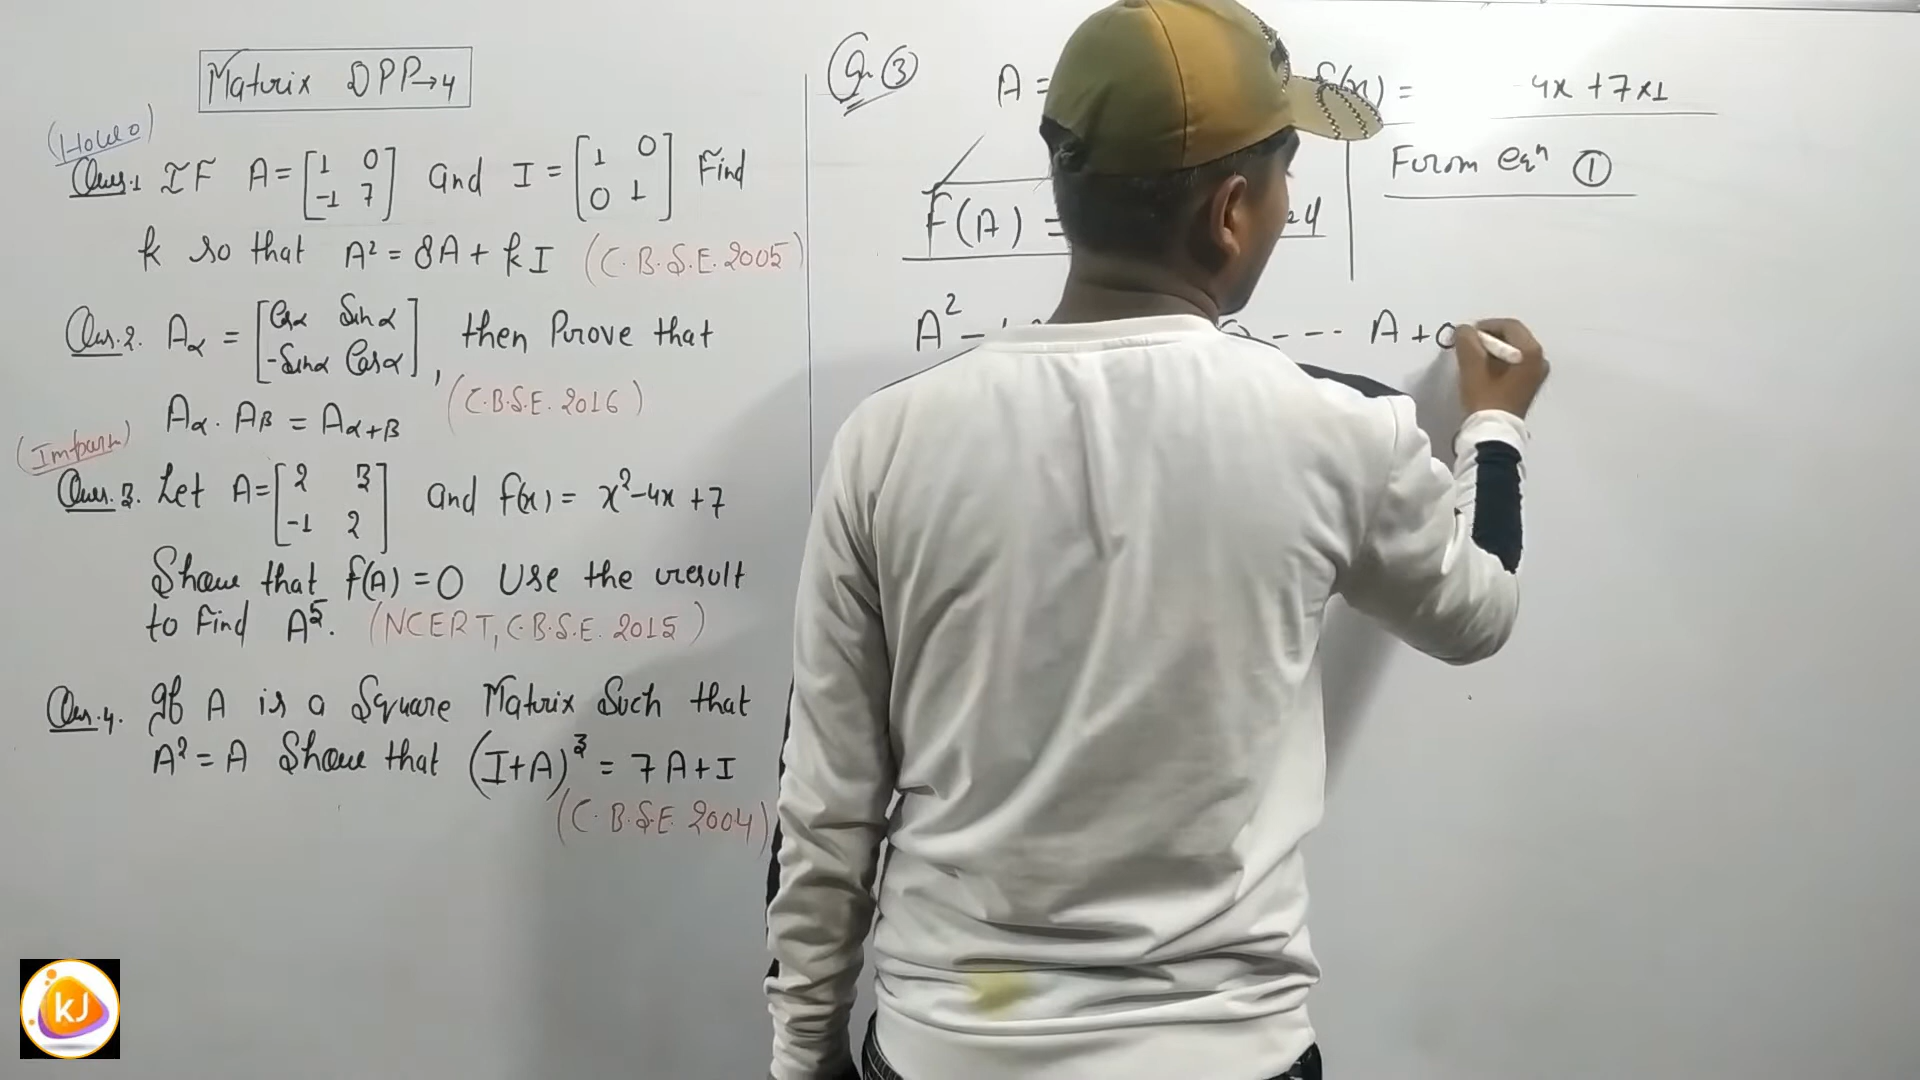 Matrix DPP→4
Ques.1 IF A = [1 0 -1 7] and I = [1 0 0 1] Find
k so that A² = 8A + kI (C.B.S.E. 2005)
Ques.2. Aα = [Cosα Sinα -Sinα Cosα], then Prove that
Aα . Aβ = Aα+β (C.B.S.E. 2016)
Ques.3. Let A = [2 3 -1 2] and f(x) = x²-4x+7
Show that f(A) = 0 Use the result
to Find A⁵. (NCERT, C.B.S.E. 2015)
Ques.4. If A is a Square Matrix Such that
A² = A Show that (I+A)³ = 7A+I
(C.B.S.E. 2004)
Qn ③ A = f(x) = 4x + 7×1
From eqn ①
F(A) =
A² - --- A + 0
KJ